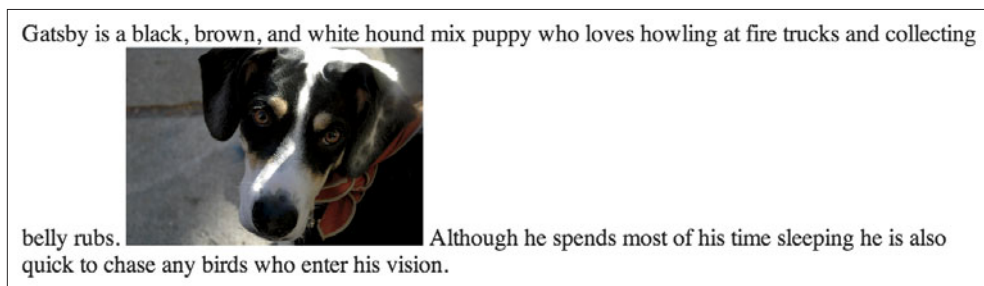 Gatsby is a black, brown, and white hound mix puppy who loves howling at fire trucks and collecting
belly rubs. Although he spends most of his time sleeping he is also
quick to chase any birds who enter his vision.